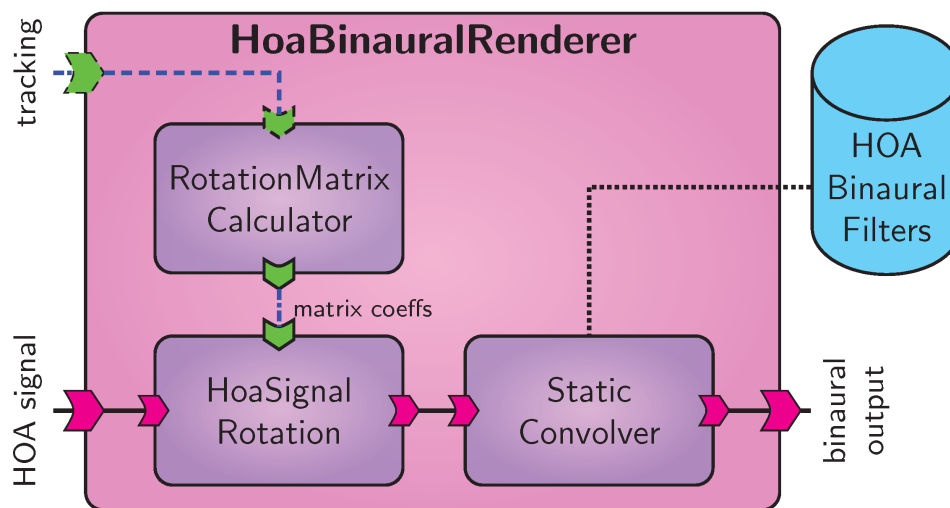 HoaBinauralRenderer
tracking
RotationMatrix
Calculator
HOA
Binaural
Filters
matrix coeffs
HOA signal
HoaSignal
Rotation
Static
Convolver
binaural
output